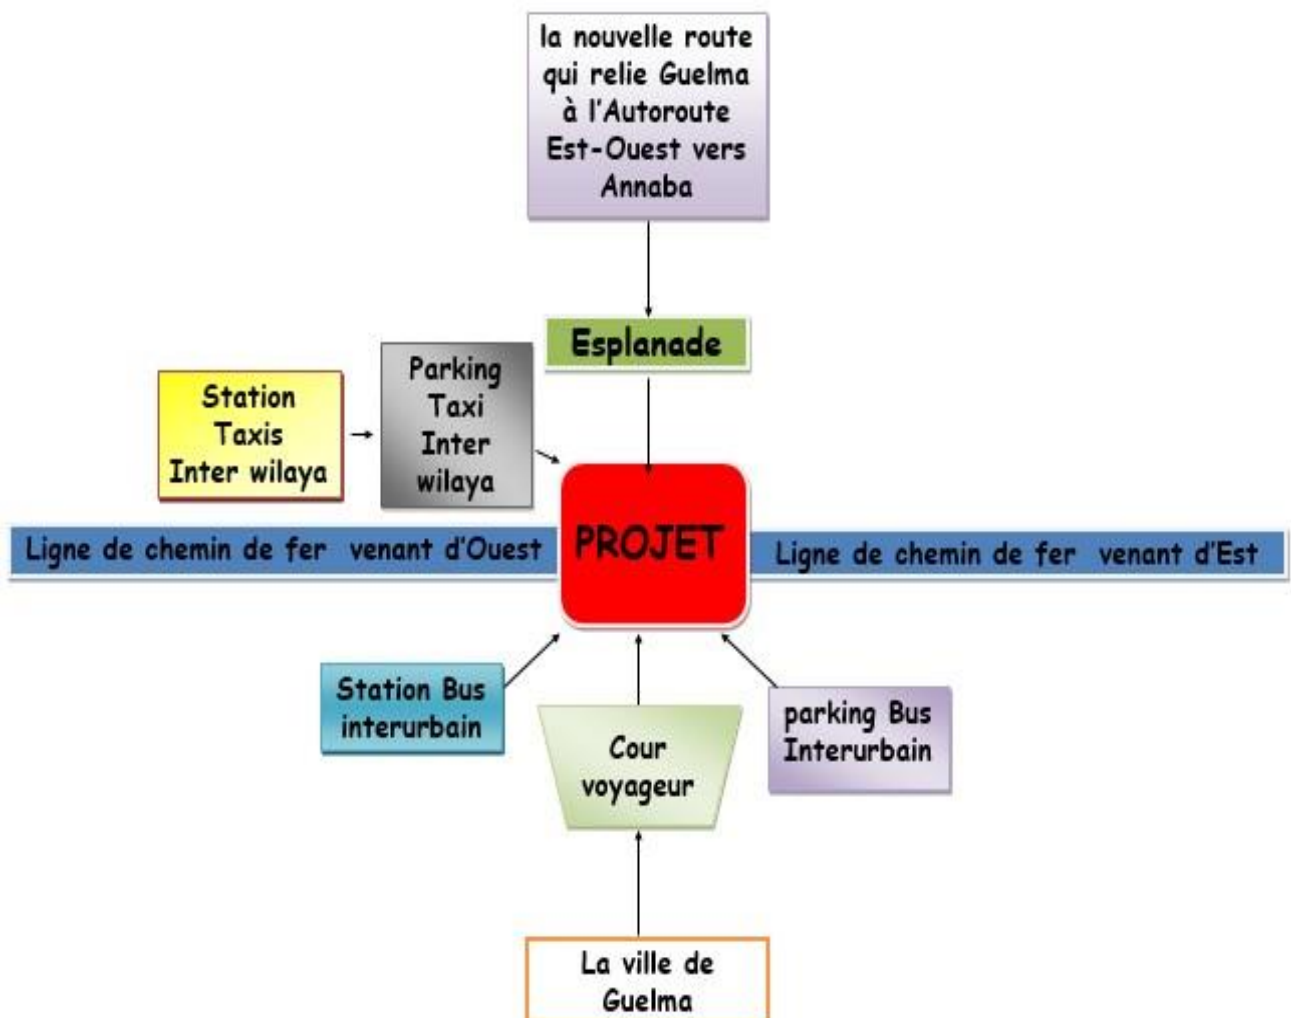 la nouvelle route
qui relie Guelma
à l'Autoroute
Est-Ouest vers
Annaba
Esplanade
Parking
Taxi
Inter
wilaya
Station
Taxis
Inter wilaya
PROJET
Ligne de chemin de fer venant d'Ouest
Ligne de chemin de fer venant d'Est
Station Bus
interurbain
Cour
voyageur
parking Bus
Interurbain
La ville de
Guelma